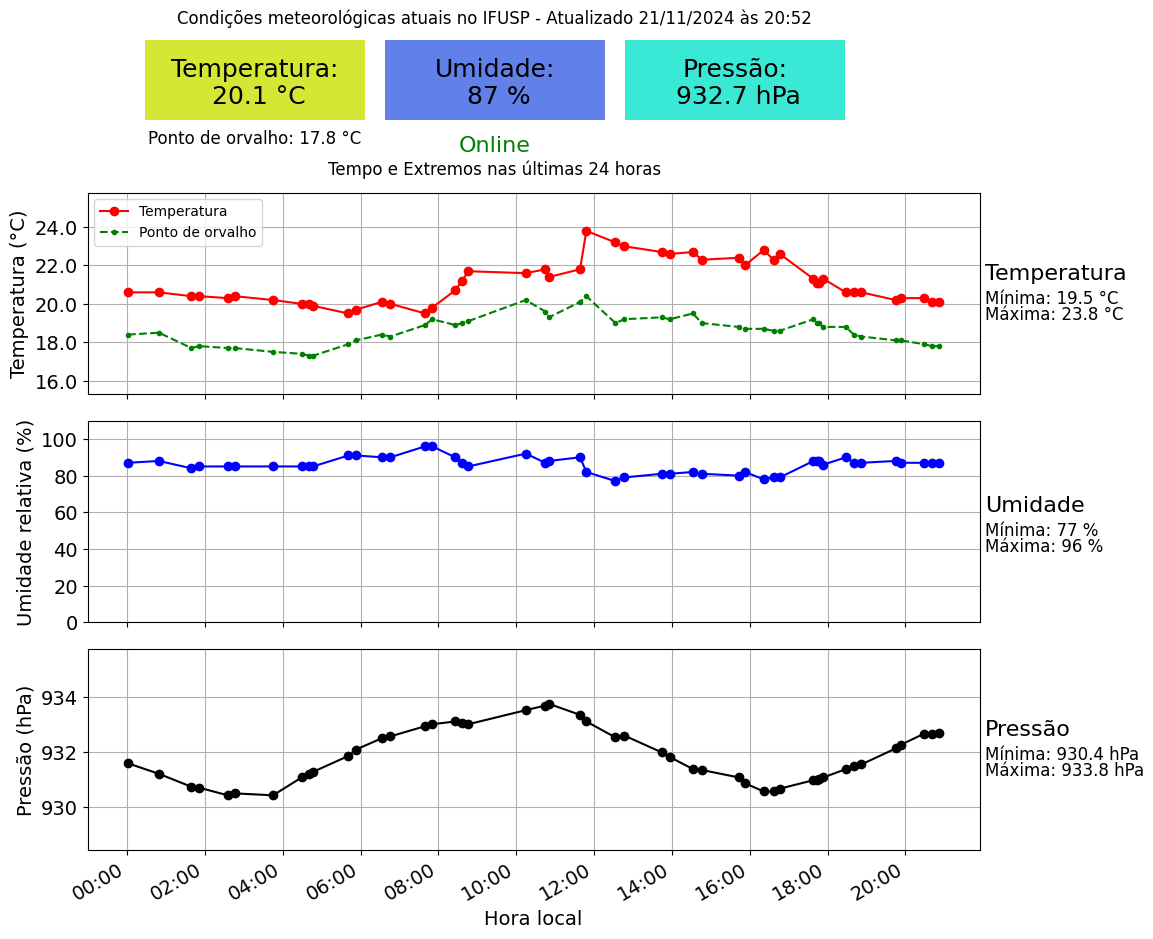 Condições meteorológicas atuais no IFUSP - Atualizado 21/11/2024 às 20:52
Temperatura:
20.1 °C
Umidade:
87 %
Pressão:
932.7 hPa
Ponto de orvalho: 17.8 °C
Online
Tempo e Extremos nas últimas 24 horas
Temperatura (°C)
24.0
22.0
20.0
18.0
16.0
Temperatura
Ponto de orvalho
Temperatura
Mínima: 19.5 °C
Máxima: 23.8 °C
Umidade relativa (%)
100
80
60
40
20
0
Umidade
Mínima: 77 %
Máxima: 96 %
Pressão (hPa)
934
932
930
Pressão
Mínima: 930.4 hPa
Máxima: 933.8 hPa
00:00
02:00
04:00
06:00
08:00
10:00
12:00
14:00
16:00
18:00
20:00
Hora local